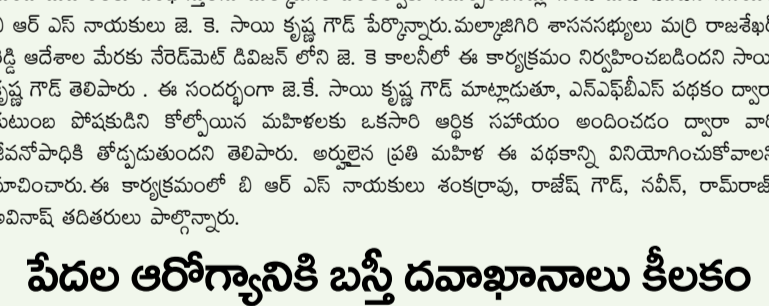 ఆర్ ఎస్ నాయకులు జె. కె. సాయి కృష్ణ గౌడ్ పేర్కొన్నారు.మల్కాజిగిరి శాసనసభ్యులు మర్రి రాజశేఖర్
రెడ్డి ఆదేశాల మేరకు నేరెడ్‌మెట్ డివిజన్ లోని జె. కె కాలనీలో ఈ కార్యక్రమం నిర్వహించబడిందని సాయి
కృష్ణ గౌడ్ తెలిపారు . ఈ సందర్భంగా జె.కే. సాయి కృష్ణ గౌడ్ మాట్లాడుతూ, ఎన్ఎఫ్‌బీఎస్ పథకం ద్వారా
కుటుంబ పోషకుడిని కోల్పోయిన మహిళలకు ఒకసారి ఆర్థిక సహాయం అందించడం ద్వారా వారి
జీవనోపాధికి తోడ్పడుతుందని తెలిపారు. అర్హులైన ప్రతి మహిళ ఈ పథకాన్ని వినియోగించుకోవాలని
సూచించారు.ఈ కార్యక్రమంలో బి ఆర్ ఎస్ నాయకులు శంకర్రావు, రాజేష్ గౌడ్, నవీన్, రామ్‌రాజ్
అవినాష్ తదితరులు పాల్గొన్నారు.
పేదల ఆరోగ్యానికి బస్తీ దవాఖానాలు కీలకం